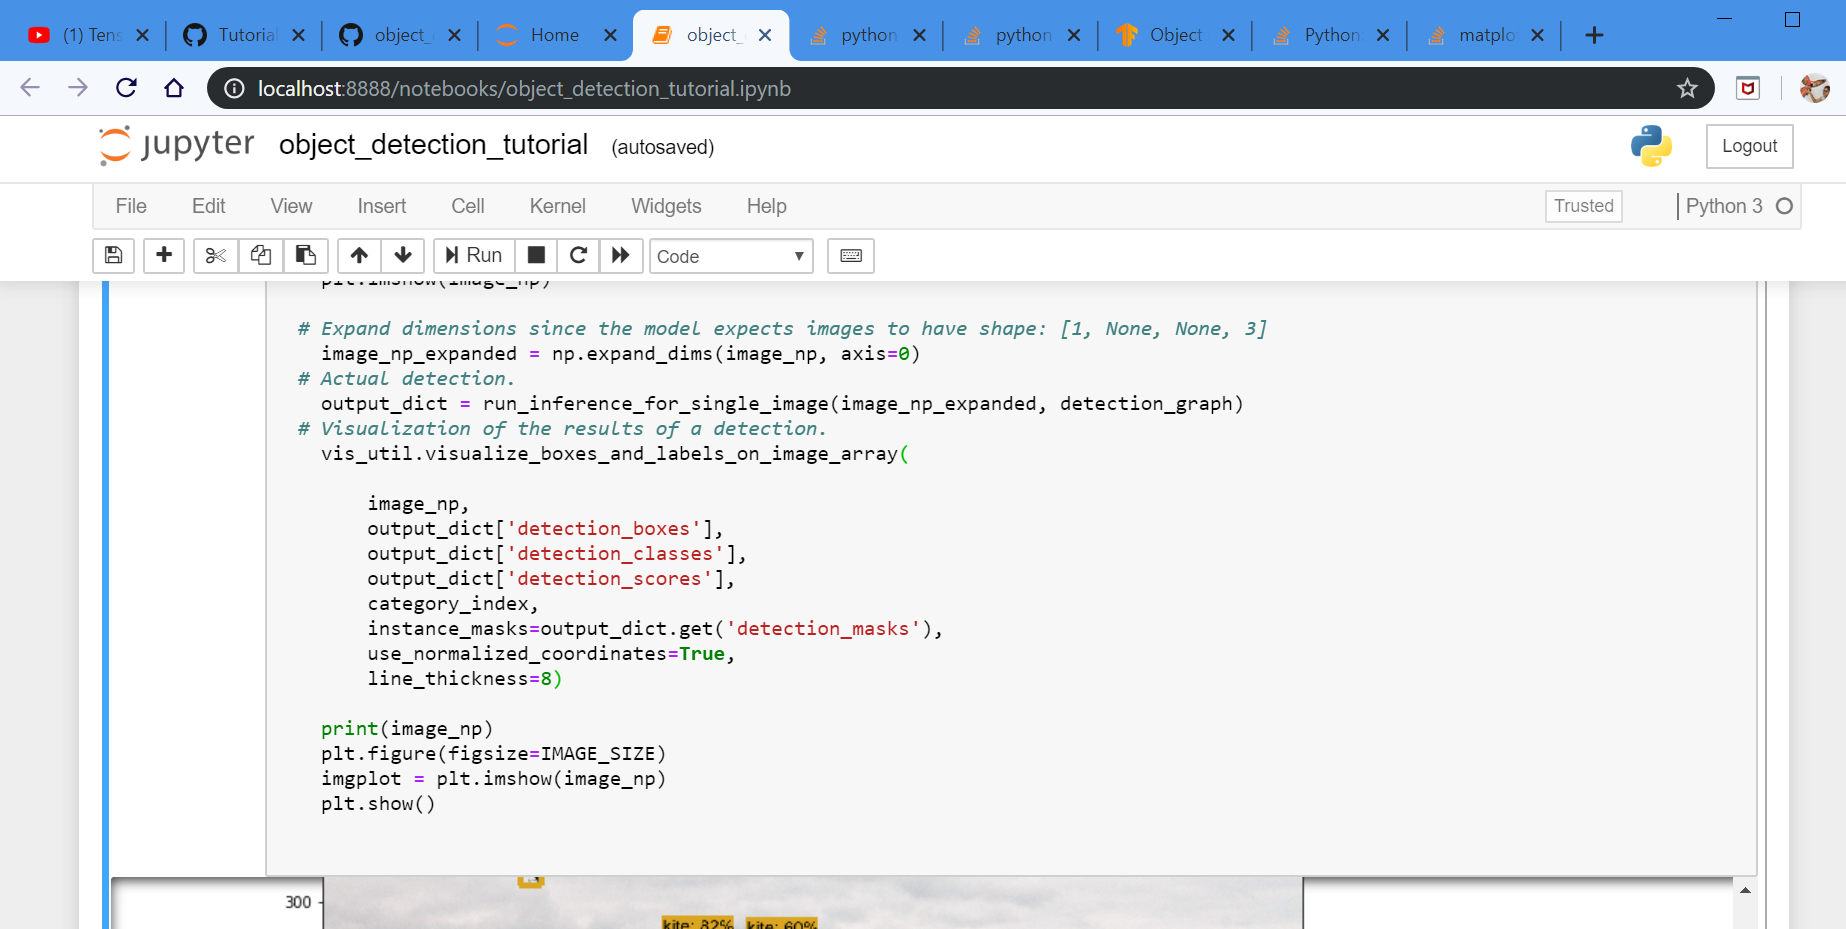 (1) Tens Tutorial object_ Home object_ python python Object Python: matplo
localhost:8888/notebooks/object_detection_tutorial.ipynb
jupyter object_detection_tutorial (autosaved) Logout
File Edit View Insert Cell Kernel Widgets Help Trusted Python 3
Run Code
plt.imshow(image_np)
# Expand dimensions since the model expects images to have shape: [1, None, None, 3]
image_np_expanded = np.expand_dims(image_np, axis=0)
# Actual detection.
output_dict = run_inference_for_single_image(image_np_expanded, detection_graph)
# Visualization of the results of a detection.
vis_util.visualize_boxes_and_labels_on_image_array(
image_np,
output_dict['detection_boxes'],
output_dict['detection_classes'],
output_dict['detection_scores'],
category_index,
instance_masks=output_dict.get('detection_masks'),
use_normalized_coordinates=True,
line_thickness=8)
print(image_np)
plt.figure(figsize=IMAGE_SIZE)
imgplot = plt.imshow(image_np)
plt.show()
300
kite: 82% kite: 60%